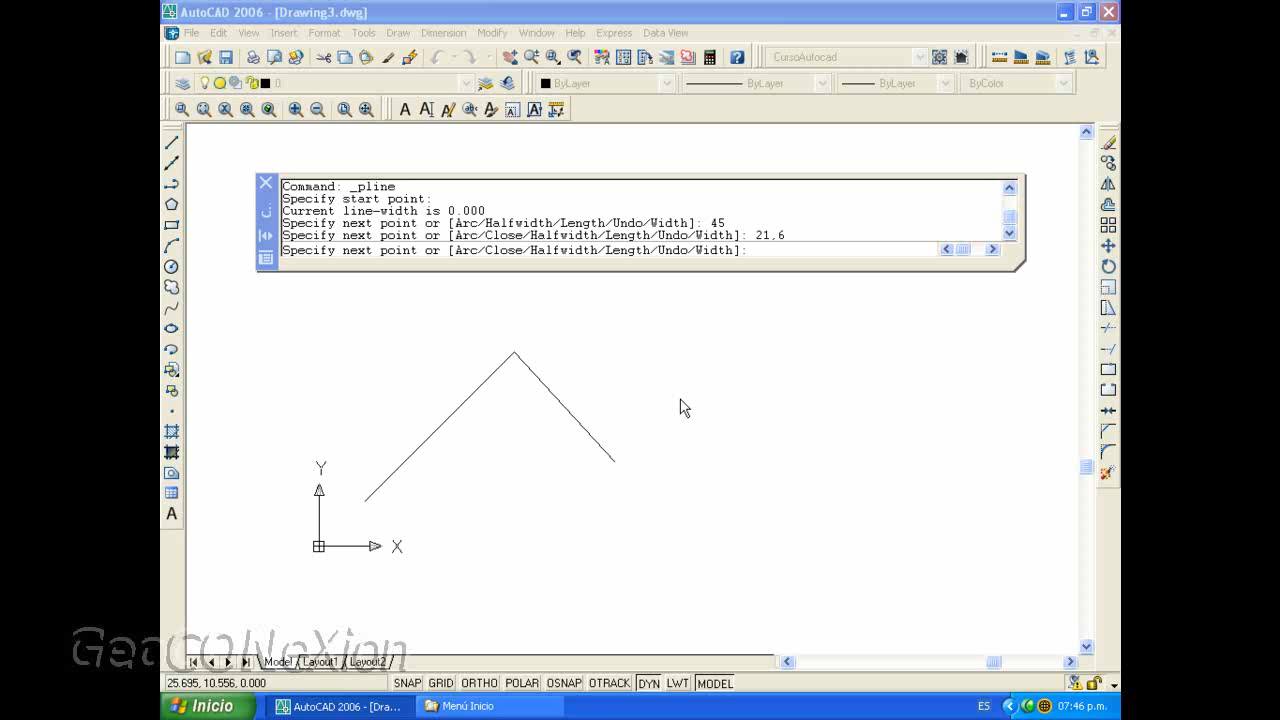 AutoCAD 2006 - [Drawing3.dwg]
File Edit View Insert Format Tools Draw Dimension Modify Window Help Express Data View
CursoAutocad
0 ByLayer ByLayer ByLayer ByColor
Command: _pline
Specify start point:
Current line-width is 0.000
Specify next point or [Arc/Halfwidth/Length/Undo/Width]: 45
Specify next point or [Arc/Close/Halfwidth/Length/Undo/Width]: 21,6
Specify next point or [Arc/Close/Halfwidth/Length/Undo/Width]:
Y
X
GeoCONeXion
Model Layout1 Layout2
25.695, 10.556, 0.000 SNAP GRID ORTHO POLAR OSNAP OTRACK DYN LWT MODEL
Inicio AutoCAD 2006 - [Dra... Menú Inicio ES 07:46 p.m.